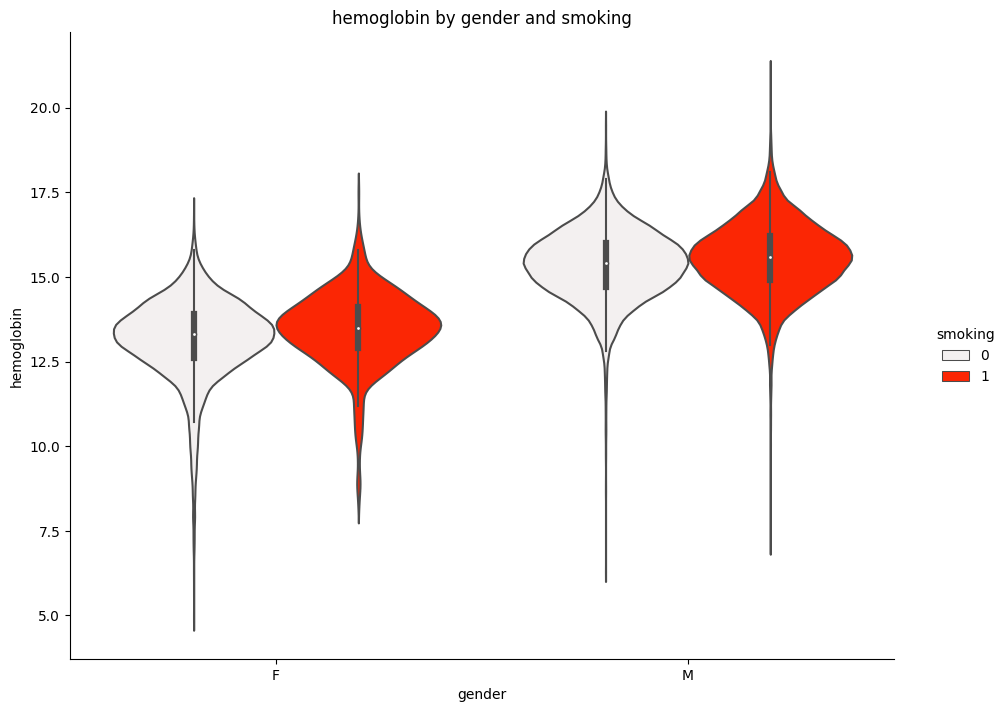 hemoglobin by gender and smoking
20.0
17.5
15.0
12.5
10.0
7.5
5.0
hemoglobin
F
M
gender
smoking
0
1